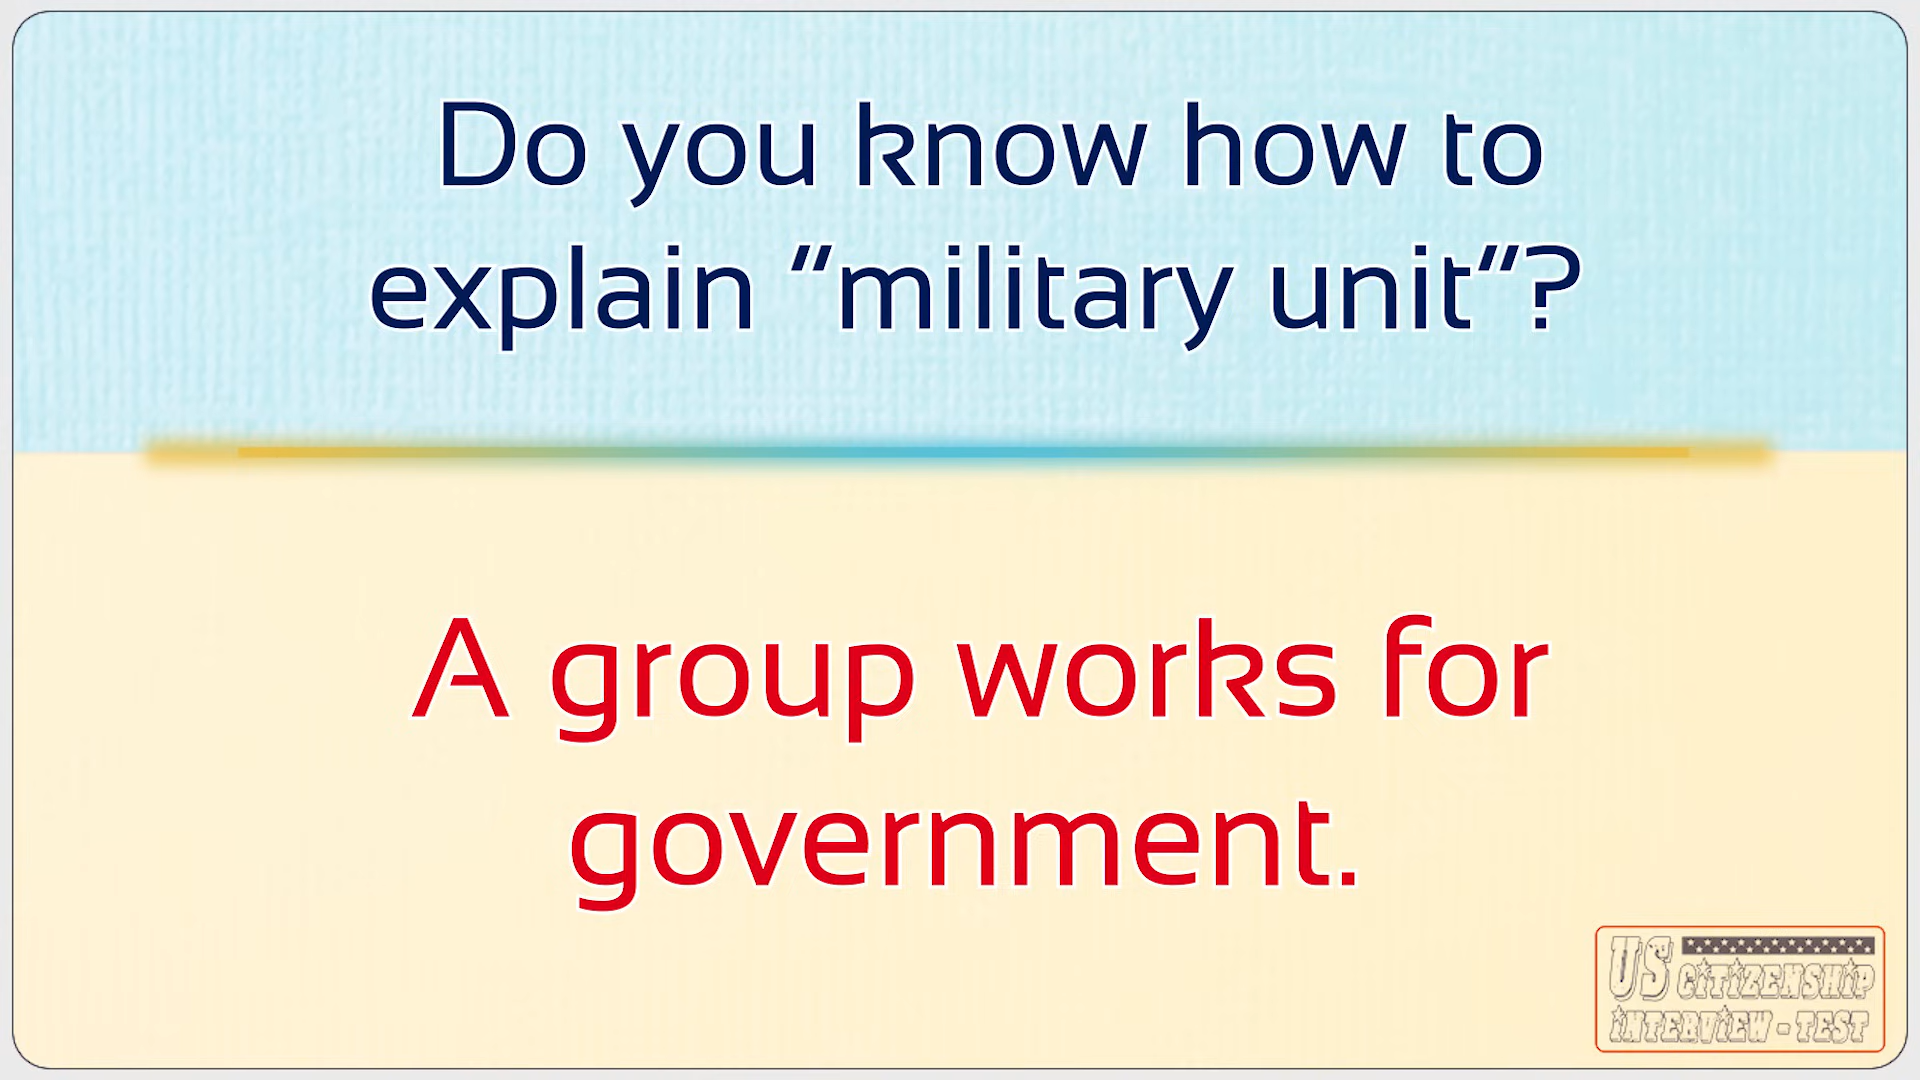 Do you know how to
explain “military unit“?
A group works for
government.
US CITIZENSHIP
INTERVIEW - TEST